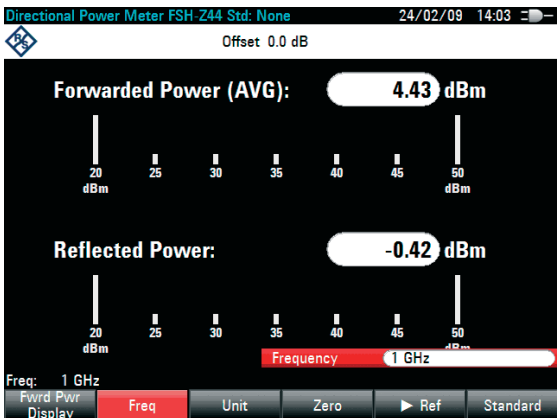 Directional Power Meter FSH-Z44 Std: None 24/02/09 14:03
R S
Offset 0.0 dB
Forwarded Power (AVG): 4.43 dBm
20 25 30 35 40 45 50
dBm dBm
Reflected Power: -0.42 dBm
20 25 30 35 40 45 50
dBm dBm
Frequency 1 GHz
Freq: 1 GHz
Fwrd Pwr Display Freq Unit Zero ► Ref Standard